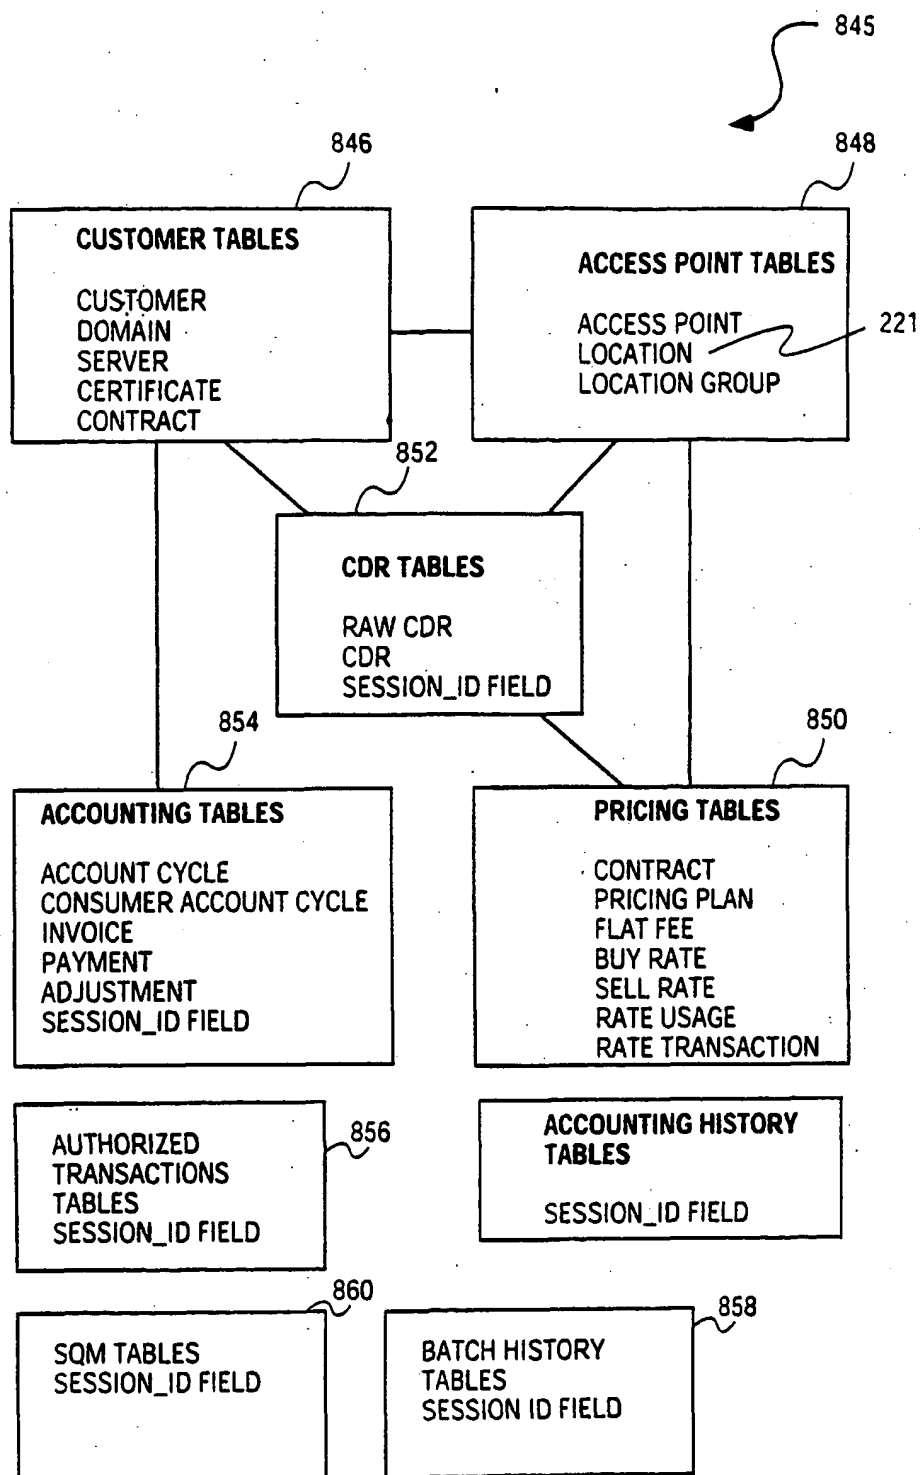 845
846
848
CUSTOMER TABLES
CUSTOMER
DOMAIN
SERVER
CERTIFICATE
CONTRACT
ACCESS POINT TABLES
ACCESS POINT
LOCATION
LOCATION GROUP
221
852
CDR TABLES
RAW CDR
CDR
SESSION_ID FIELD
854
850
ACCOUNTING TABLES
ACCOUNT CYCLE
CONSUMER ACCOUNT CYCLE
INVOICE
PAYMENT
ADJUSTMENT
SESSION_ID FIELD
PRICING TABLES
CONTRACT
PRICING PLAN
FLAT FEE
BUY RATE
SELL RATE
RATE USAGE
RATE TRANSACTION
856
AUTHORIZED
TRANSACTIONS
TABLES
SESSION_ID FIELD
ACCOUNTING HISTORY
TABLES
SESSION_ID FIELD
860
SQM TABLES
SESSION_ID FIELD
858
BATCH HISTORY
TABLES
SESSION ID FIELD